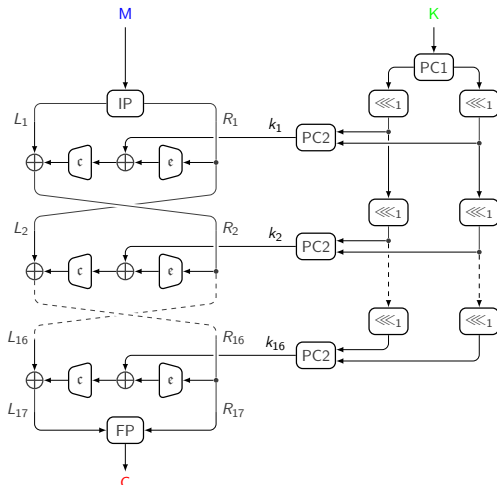 M K
PC1
L1 IP R1 ⋘1 ⋘1
k1 PC2
c e
⋘1 ⋘1
L2 R2 k2 PC2
c e
⋘1 ⋘1
L16 R16 k16 PC2
c e
L17 FP R17
C